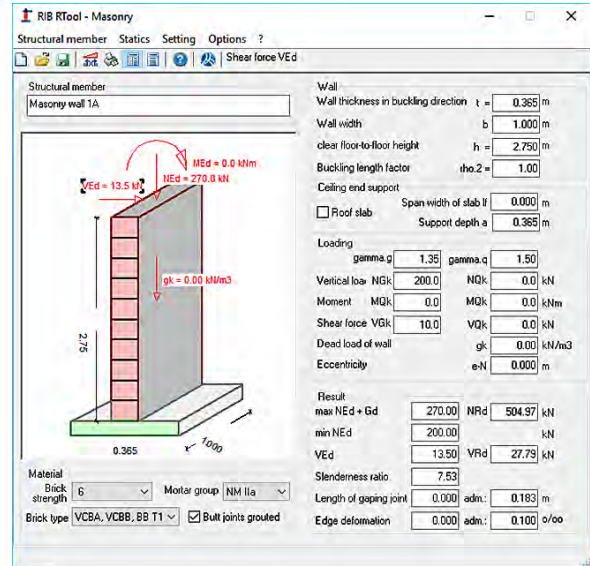 RIB RTool - Masonry
Structural member Statics Setting Options ?
Shear force VEd
Structural member
Masonry wall 1A
MEd = 0.0 kNm
NEd = 270.0 kN
VEd = 13.5 kN
gk = 0.00 kN/m3
2.75
0.365
1.000
Material
Brick strength 6 Mortar group NM IIa
Brick type VCBA, VCBB, BB T1 Butt joints grouted
Wall
Wall thickness in buckling direction t = 0.365 m
Wall width b 1.000 m
clear floor-to-floor height h = 2.750 m
Buckling length factor rho.2 = 1.00
Ceiling end support
Span width of slab lf 0.000 m
Roof slab
Support depth a 0.365 m
Loading
gamma.g 1.35 gamma.q 1.50
Vertical loar NGk 200.0 NQk 0.0 kN
Moment MGk 0.0 MQk 0.0 kNm
Shear force VGk 10.0 VQk 0.0 kN
Dead load of wall gk 0.00 kN/m3
Eccentricity e-N 0.000 m
Result
max NEd + Gd 270.00 NRd 504.97 kN
min NEd 200.00 kN
VEd 13.50 VRd 27.79 kN
Slenderness ratio 7.53
Length of gaping joint 0.000 adm.: 0.183 m
Edge deformation 0.000 adm.: 0.100 o/oo